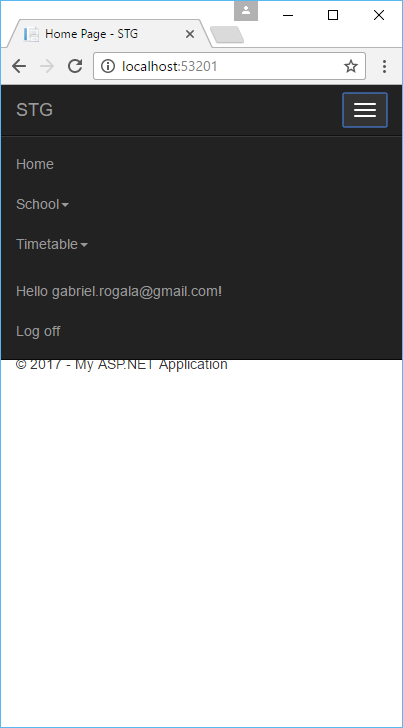 Home Page - STG
localhost:53201
STG
Home
School
Timetable
Hello gabriel.rogala@gmail.com!
Log off
© 2017 - My ASP.NET Application